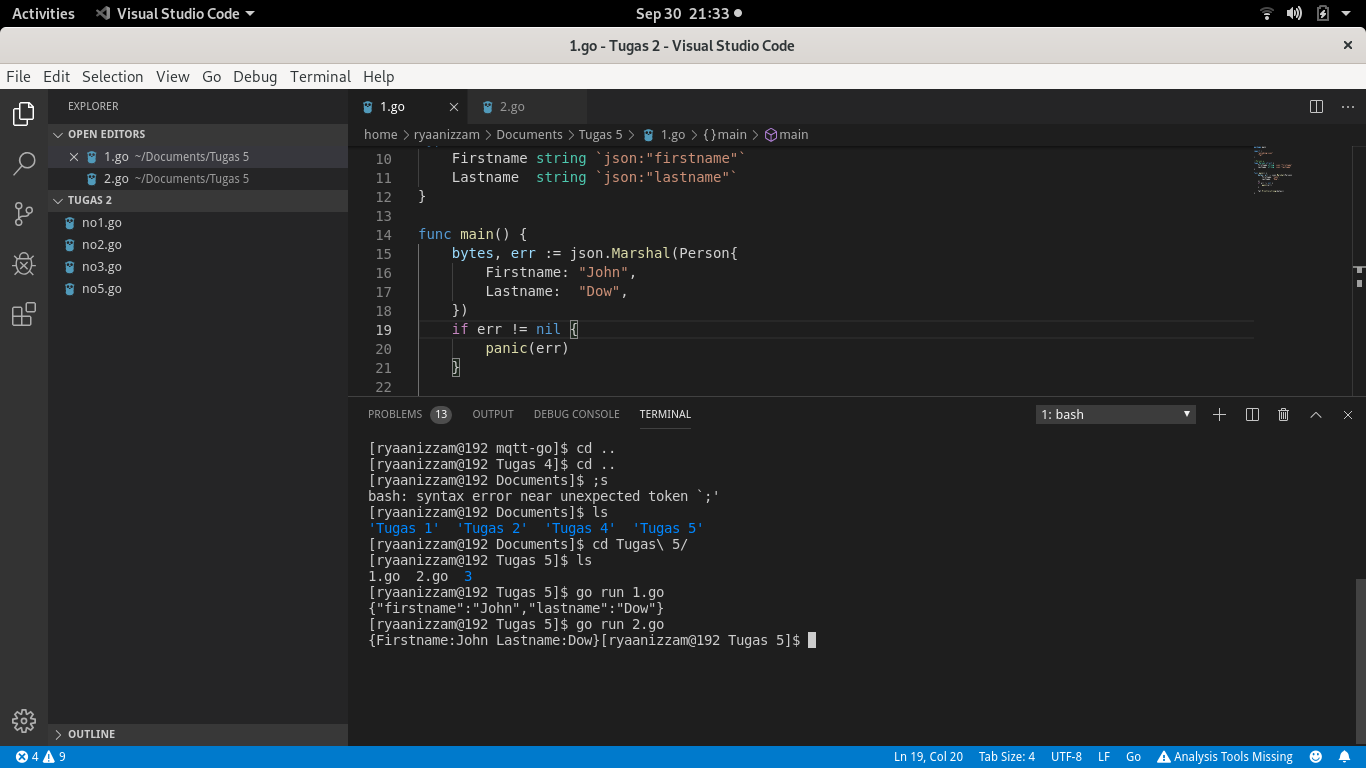 Activities Visual Studio Code Sep 30 21:33
1.go - Tugas 2 - Visual Studio Code
File Edit Selection View Go Debug Terminal Help
EXPLORER
OPEN EDITORS
1.go ~/Documents/Tugas 5
2.go ~/Documents/Tugas 5
TUGAS 2
no1.go
no2.go
no3.go
no5.go
OUTLINE
1.go 2.go
home > ryaanizzam > Documents > Tugas 5 > 1.go > {} main > main
10 Firstname string `json:"firstname"`
11 Lastname  string `json:"lastname"`
12 }
13
14 func main() {
15 bytes, err := json.Marshal(Person{
16 Firstname: "John",
17 Lastname:  "Dow",
18 })
19 if err != nil {
20 panic(err)
21 }
22
PROBLEMS 13 OUTPUT DEBUG CONSOLE TERMINAL 1: bash
[ryaanizzam@192 mqtt-go]$ cd ..
[ryaanizzam@192 Tugas 4]$ cd ..
[ryaanizzam@192 Documents]$ ;s
bash: syntax error near unexpected token `;'
[ryaanizzam@192 Documents]$ ls
'Tugas 1'  'Tugas 2'  'Tugas 4'  'Tugas 5'
[ryaanizzam@192 Documents]$ cd Tugas\ 5/
[ryaanizzam@192 Tugas 5]$ ls
1.go  2.go  3
[ryaanizzam@192 Tugas 5]$ go run 1.go
{"firstname":"John","lastname":"Dow"}
[ryaanizzam@192 Tugas 5]$ go run 2.go
{Firstname:John Lastname:Dow}[ryaanizzam@192 Tugas 5]$
4 9 Ln 19, Col 20 Tab Size: 4 UTF-8 LF Go Analysis Tools Missing